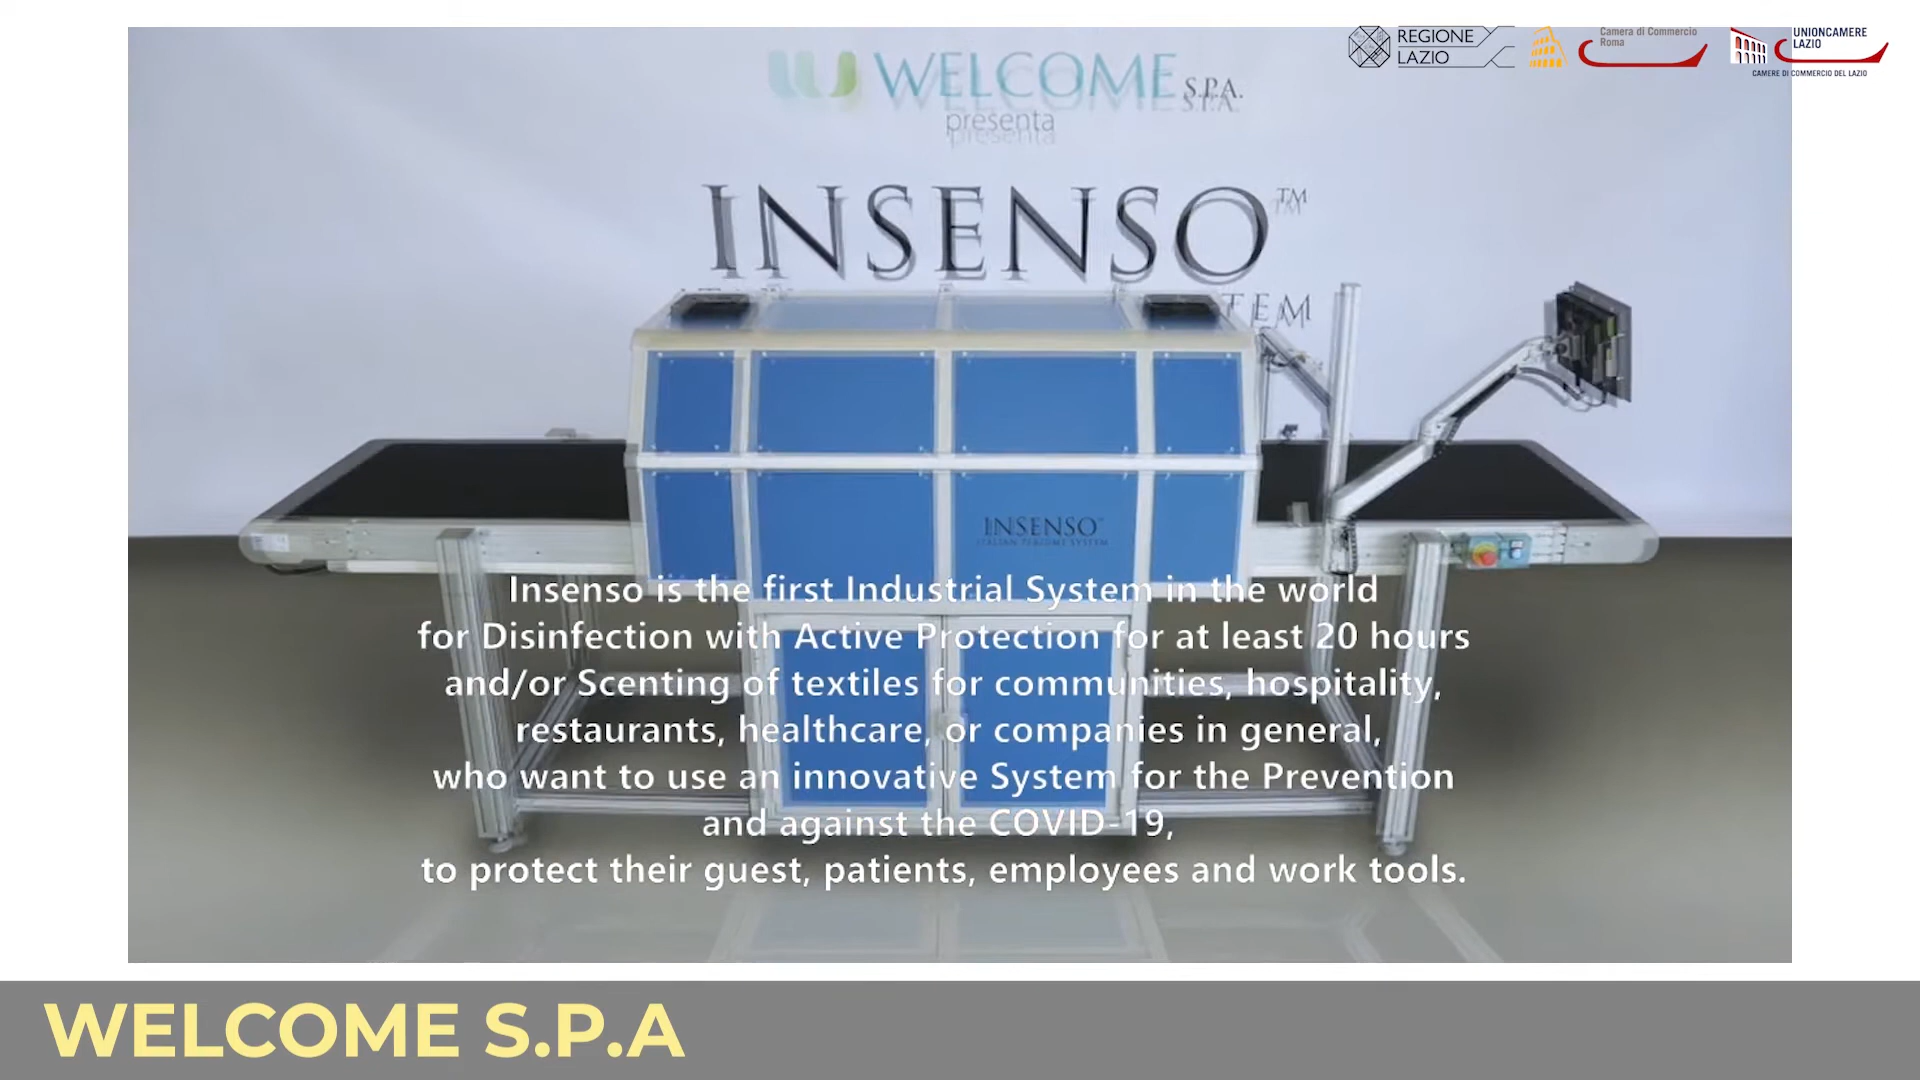 REGIONE
LAZIO
Camera di Commercio
Roma
UNIONCAMERE
LAZIO
CAMERE DI COMMERCIO DEL LAZIO
WELCOME S.P.A.
presenta
INSENSO™
INSENSO
Insenso is the first Industrial System in the world
for Disinfection with Active Protection for at least 20 hours
and/or Scenting of textiles for communities, hospitality,
restaurants, healthcare, or companies in general,
who want to use an innovative System for the Prevention
and against the COVID-19,
to protect their guest, patients, employees and work tools.
WELCOME S.P.A